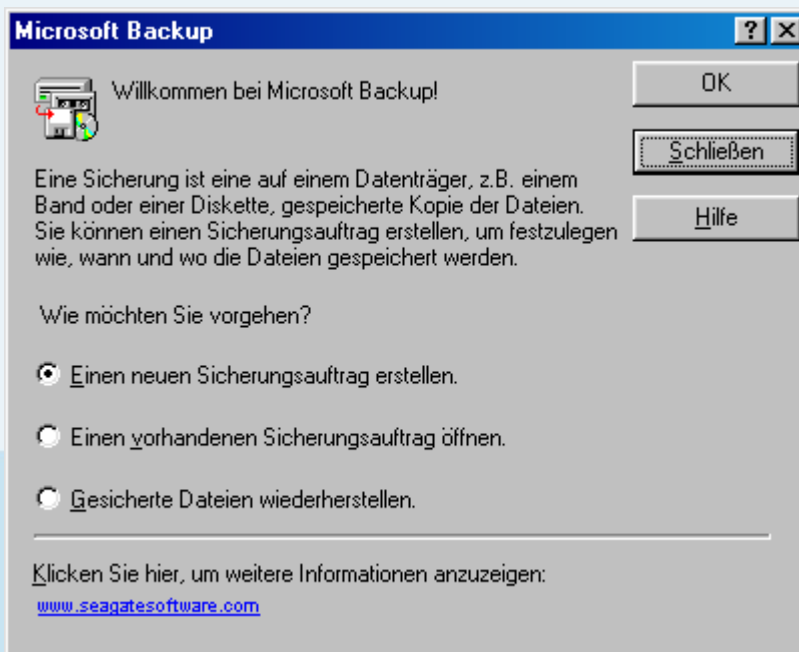 Microsoft Backup
Willkommen bei Microsoft Backup!
OK
Schließen
Hilfe
Eine Sicherung ist eine auf einem Datenträger, z.B. einem
Band oder einer Diskette, gespeicherte Kopie der Dateien.
Sie können einen Sicherungsauftrag erstellen, um festzulegen
wie, wann und wo die Dateien gespeichert werden.
Wie möchten Sie vorgehen?
Einen neuen Sicherungsauftrag erstellen.
Einen vorhandenen Sicherungsauftrag öffnen.
Gesicherte Dateien wiederherstellen.
Klicken Sie hier, um weitere Informationen anzuzeigen:
www.seagatesoftware.com